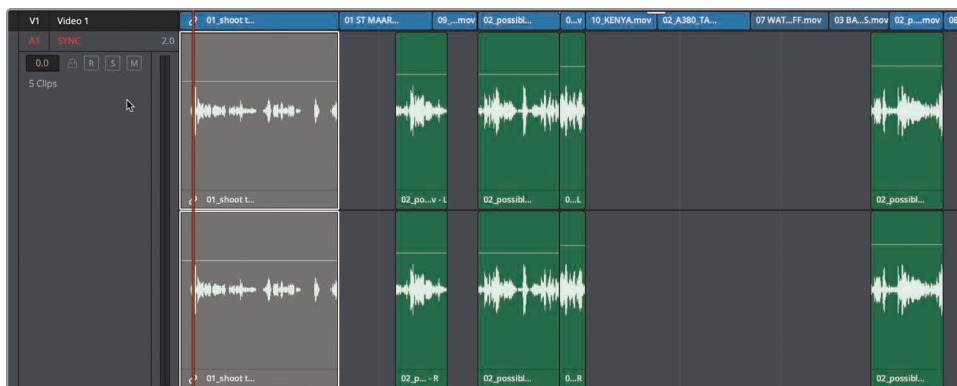 V1 Video 1 01_shoot t... 01 ST MAAR... 09_...mov 02_possibl... 0...v 10_KENYA.mov 02_A380_TA... 07 WAT...FF.mov 03 BA...S.mov 02_p....mov 08
A1 SYNC 2.0
0.0 R S M
5 Clips
01_shoot t... 02_po...v - L 02_possibl... 0...L 02_possibl...
01_shoot t... 02_p... - R 02_possibl... 0...R 02_possibl...